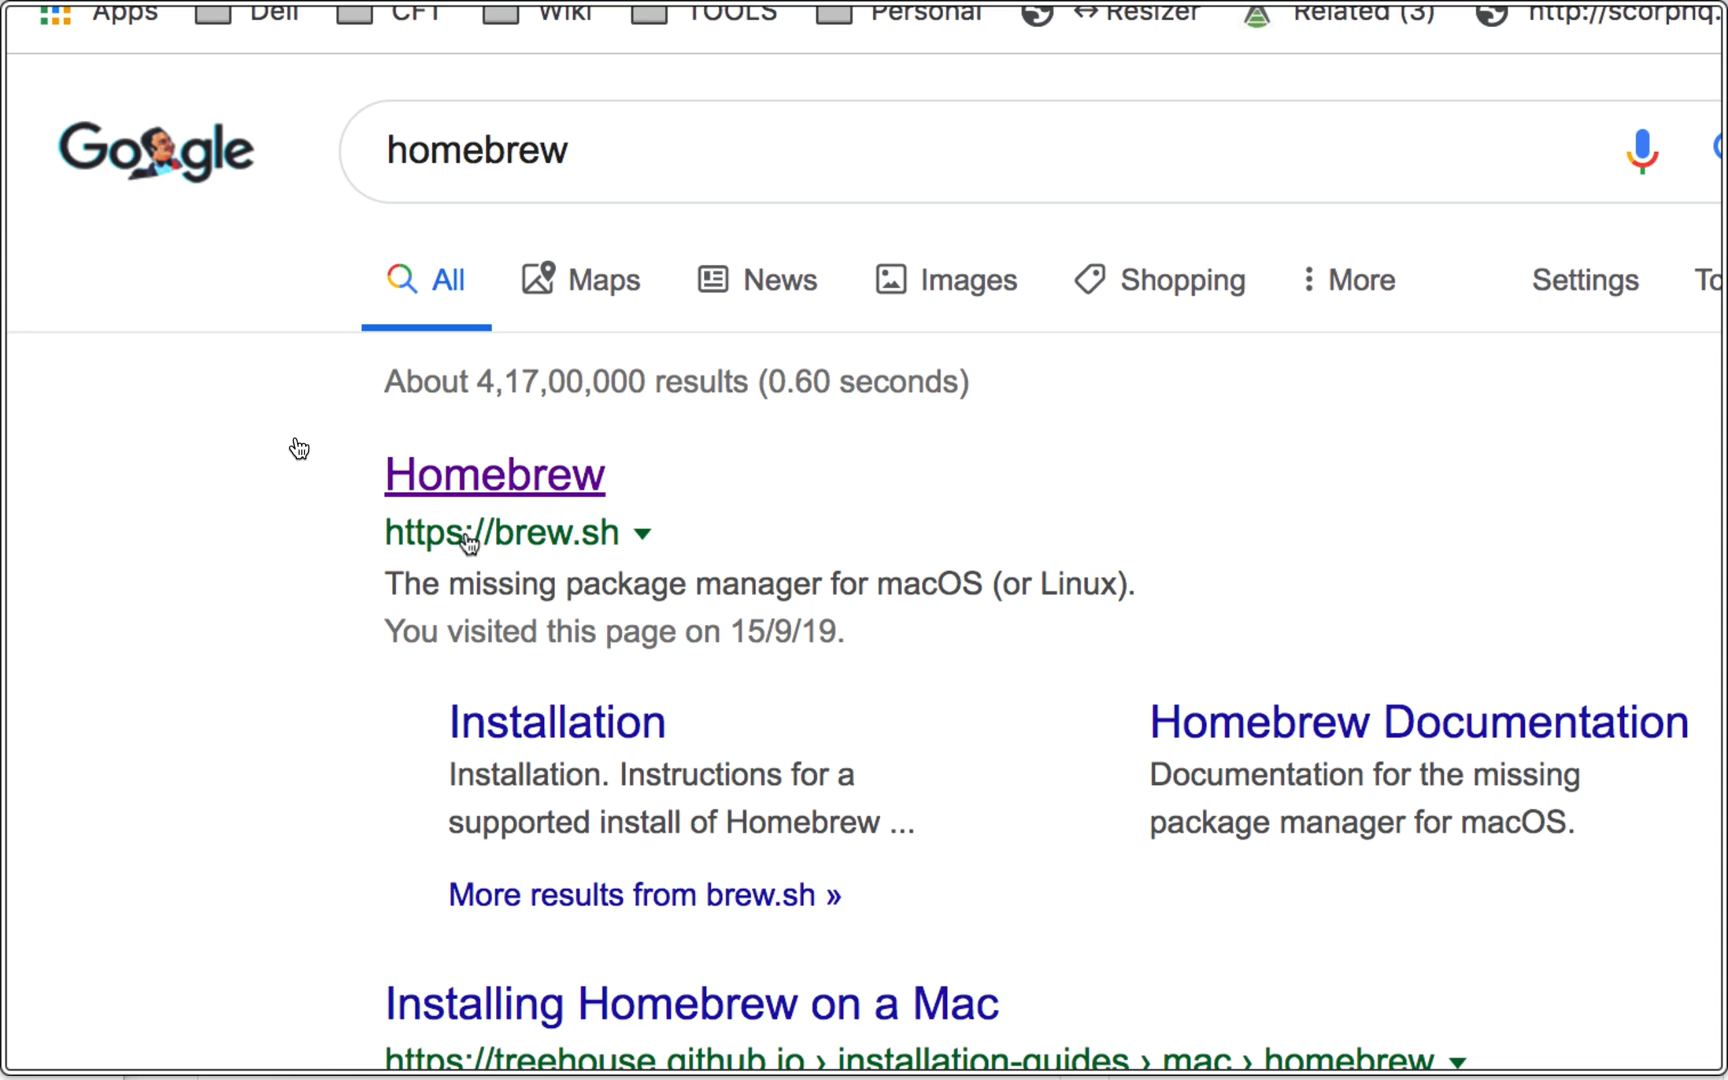 Apps Dell CFT Wiki TOOLS Personal ↔ Resizer Related (3) http://scorphq.
Google homebrew
All Maps News Images Shopping More Settings To
About 4,17,00,000 results (0.60 seconds)
Homebrew
https://brew.sh
The missing package manager for macOS (or Linux).
You visited this page on 15/9/19.
Installation
Installation. Instructions for a
supported install of Homebrew ...
Homebrew Documentation
Documentation for the missing
package manager for macOS.
More results from brew.sh »
Installing Homebrew on a Mac
https://treehouse.github.io › installation-guides › mac › homebrew